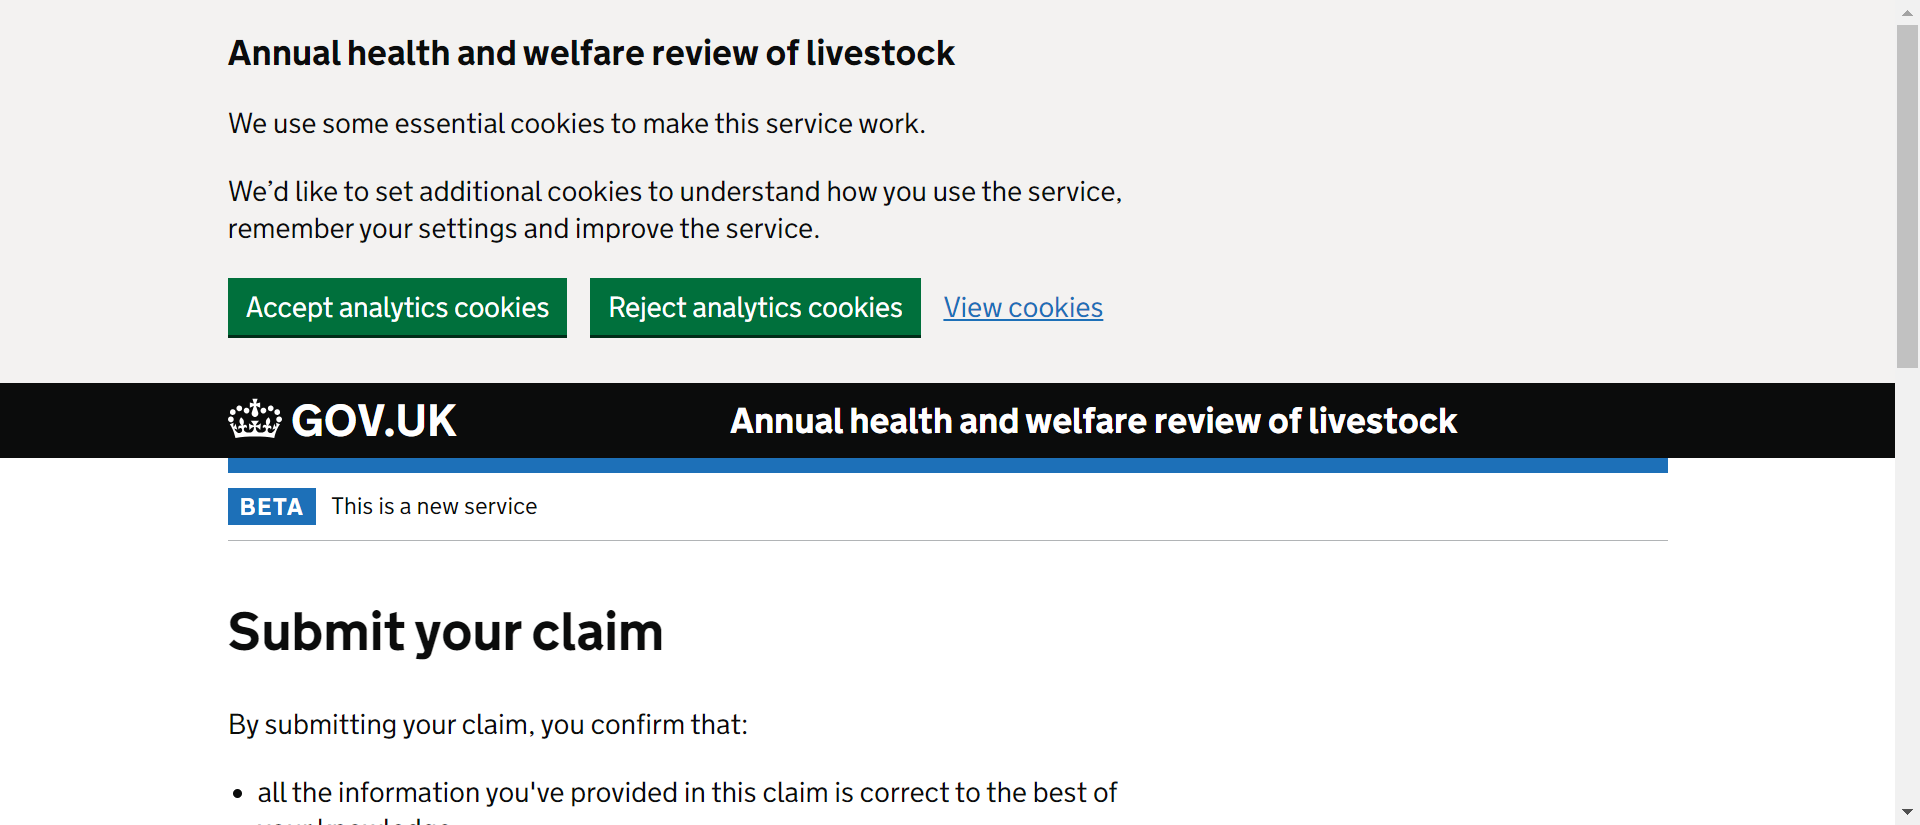 Annual health and welfare review of livestock
We use some essential cookies to make this service work.
We’d like to set additional cookies to understand how you use the service,
remember your settings and improve the service.
Accept analytics cookies
Reject analytics cookies
View cookies
GOV.UK
Annual health and welfare review of livestock
BETA
This is a new service
Submit your claim
By submitting your claim, you confirm that:
• all the information you've provided in this claim is correct to the best of
your knowledge